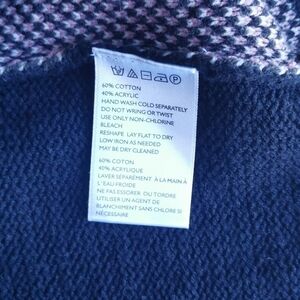 60% COTTON
40% ACRYLIC
HAND WASH COLD SEPARATELY
DO NOT WRING OR TWIST
USE ONLY NON-CHLORINE
BLEACH
RESHAPE LAY FLAT TO DRY
LOW IRON AS NEEDED
MAY BE DRY CLEANED
60% COTON
40% ACRYLIQUE
LAVER SEPARÉMENT À LA MAIN À
L'EAU FROIDE
NE PAS ESSORER OU TORDRE
UTILISER UN AGENT DE
BLANCHIMENT SANS CHLORE SI
NÉCESSAIRE